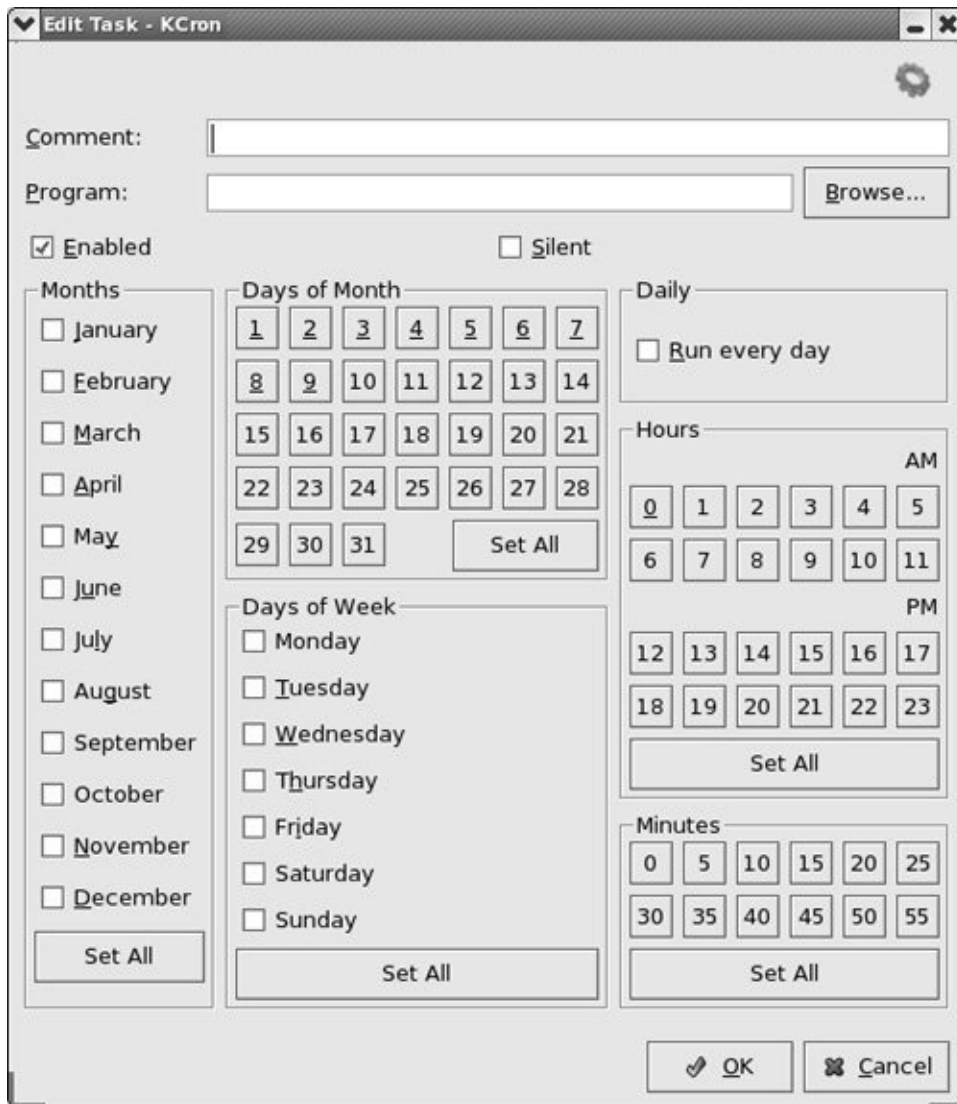 Edit Task - KCron
Comment:
Program:
Browse...
Enabled
Silent
Months
January
February
March
April
May
June
July
August
September
October
November
December
Set All
Days of Month
1 2 3 4 5 6 7
8 9 10 11 12 13 14
15 16 17 18 19 20 21
22 23 24 25 26 27 28
29 30 31 Set All
Days of Week
Monday
Tuesday
Wednesday
Thursday
Friday
Saturday
Sunday
Set All
Daily
Run every day
Hours
AM
0 1 2 3 4 5
6 7 8 9 10 11
PM
12 13 14 15 16 17
18 19 20 21 22 23
Set All
Minutes
0 5 10 15 20 25
30 35 40 45 50 55
Set All
OK
Cancel